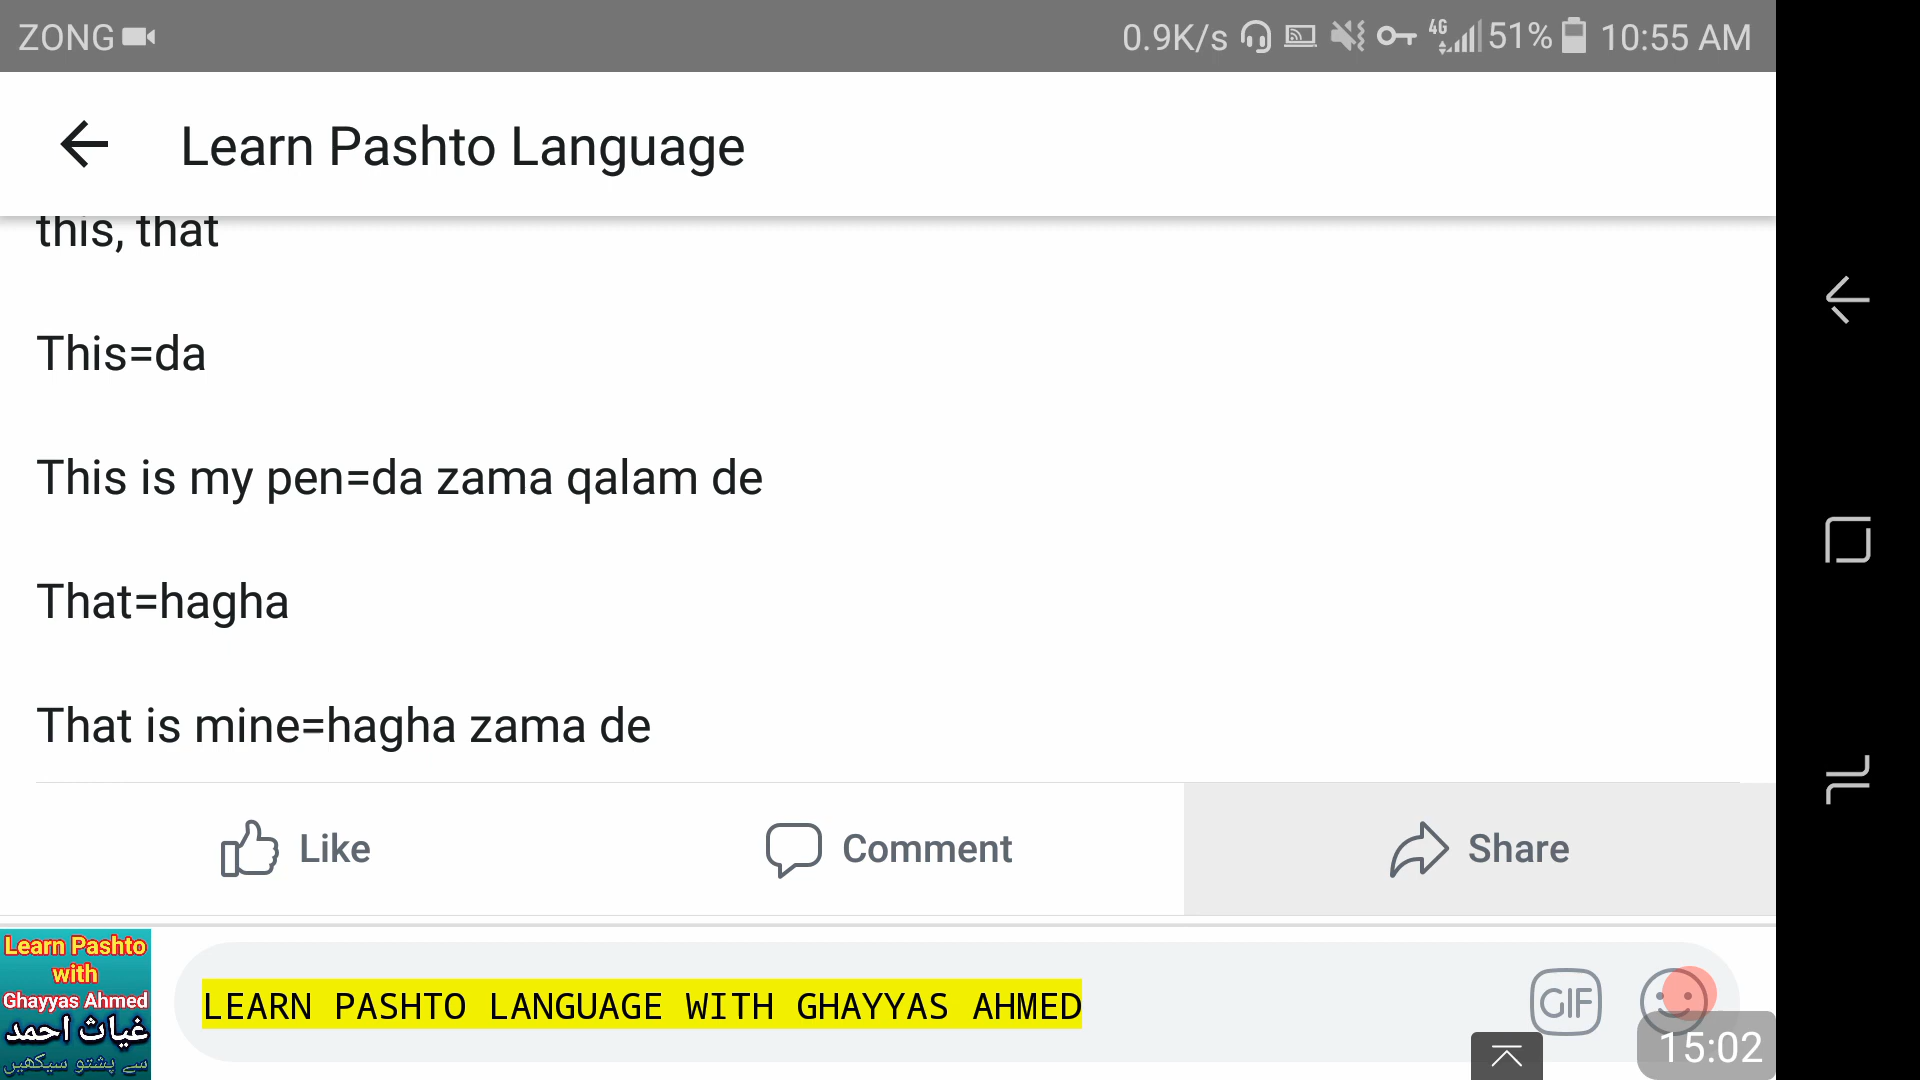 ZONG 0.9K/s 4G 51% 10:55 AM
Learn Pashto Language
this, that
This=da
This is my pen=da zama qalam de
That=hagha
That is mine=hagha zama de
Like Comment Share
Learn Pashto
with
Ghayyas Ahmed
غیاث احمد
سے پشتو سیکھیں
LEARN PASHTO LANGUAGE WITH GHAYYAS AHMED
GIF
15:02